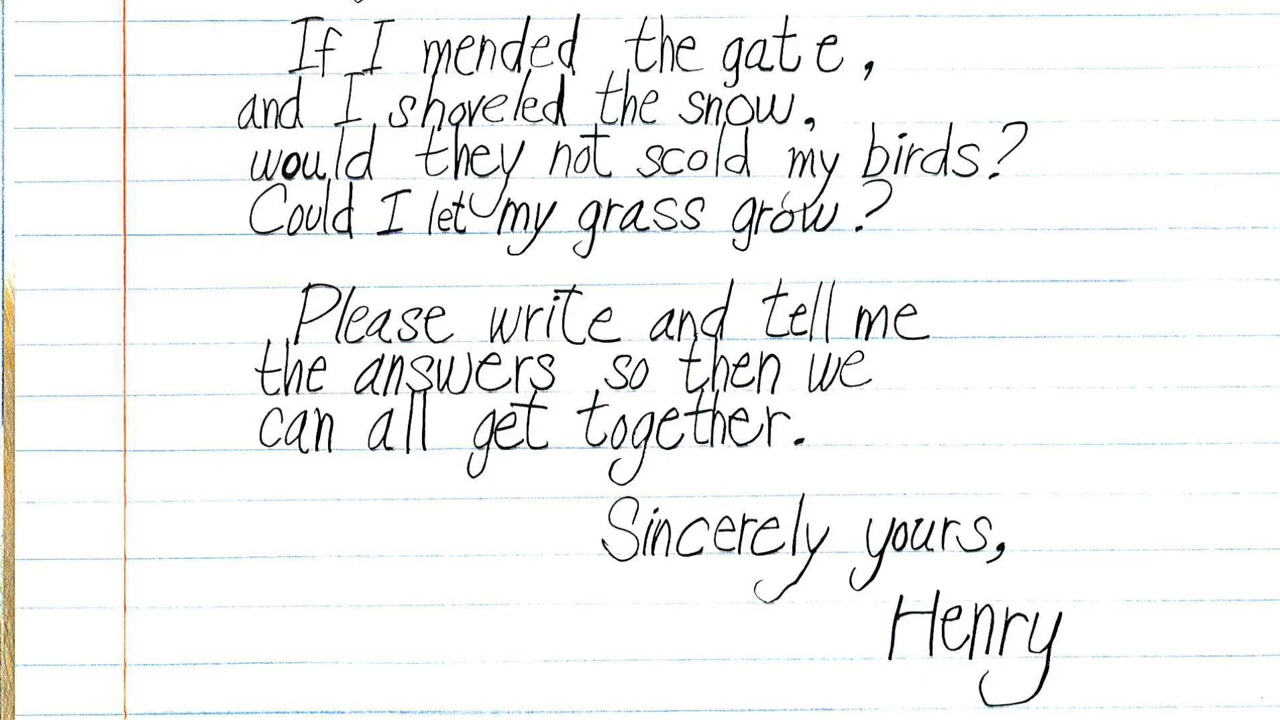 If I mended the gate,
and I shoveled the snow,
would they not scold my birds?
Could I let my grass grow?
Please write and tell me
the answers so then we
can all get together.
Sincerely yours,
Henry